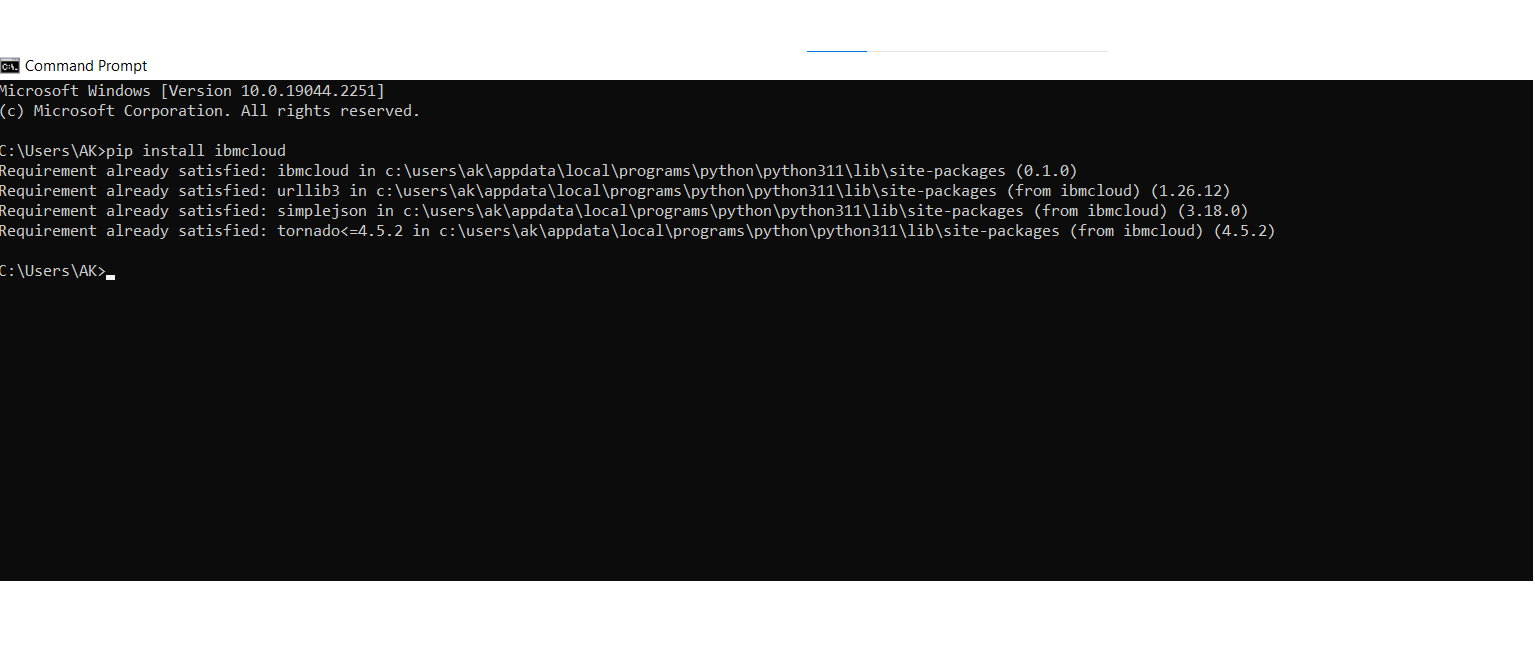 Command Prompt
Microsoft Windows [Version 10.0.19044.2251]
(c) Microsoft Corporation. All rights reserved.
C:\Users\AK>pip install ibmcloud
Requirement already satisfied: ibmcloud in c:\users\ak\appdata\local\programs\python\python311\lib\site-packages (0.1.0)
Requirement already satisfied: urllib3 in c:\users\ak\appdata\local\programs\python\python311\lib\site-packages (from ibmcloud) (1.26.12)
Requirement already satisfied: simplejson in c:\users\ak\appdata\local\programs\python\python311\lib\site-packages (from ibmcloud) (3.18.0)
Requirement already satisfied: tornado<=4.5.2 in c:\users\ak\appdata\local\programs\python\python311\lib\site-packages (from ibmcloud) (4.5.2)
C:\Users\AK>